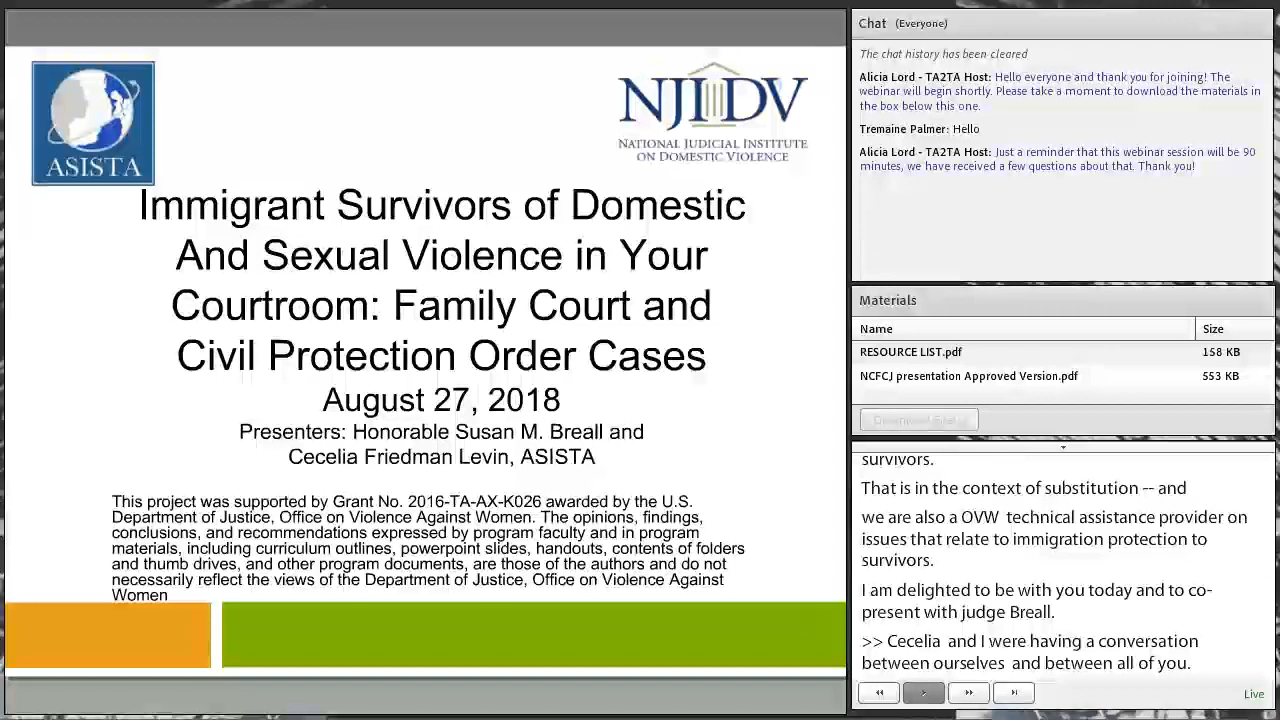 ASISTA
NJIDV
NATIONAL JUDICIAL INSTITUTE
ON DOMESTIC VIOLENCE
Immigrant Survivors of Domestic
And Sexual Violence in Your
Courtroom: Family Court and
Civil Protection Order Cases
August 27, 2018
Presenters: Honorable Susan M. Breall and
Cecelia Friedman Levin, ASISTA
This project was supported by Grant No. 2016-TA-AX-K026 awarded by the U.S.
Department of Justice, Office on Violence Against Women. The opinions, findings,
conclusions, and recommendations expressed by program faculty and in program
materials, including curriculum outlines, powerpoint slides, handouts, contents of folders
and thumb drives, and other program documents, are those of the authors and do not
necessarily reflect the views of the Department of Justice, Office on Violence Against
Women
Chat (Everyone)
The chat history has been cleared
Alicia Lord - TA2TA Host: Hello everyone and thank you for joining! The
webinar will begin shortly. Please take a moment to download the materials in
the box below this one.
Tremaine Palmer: Hello
Alicia Lord - TA2TA Host: Just a reminder that this webinar session will be 90
minutes, we have received a few questions about that. Thank you!
Materials
Name Size
RESOURCE LIST.pdf 158 KB
NCFCJ presentation Approved Version.pdf 553 KB
Download File(s)
survivors.
That is in the context of substitution -- and
we are also a OVW technical assistance provider on
issues that relate to immigration protection to
survivors.
I am delighted to be with you today and to co-
present with judge Breall.
>> Cecelia and I were having a conversation
between ourselves and between all of you.
Live